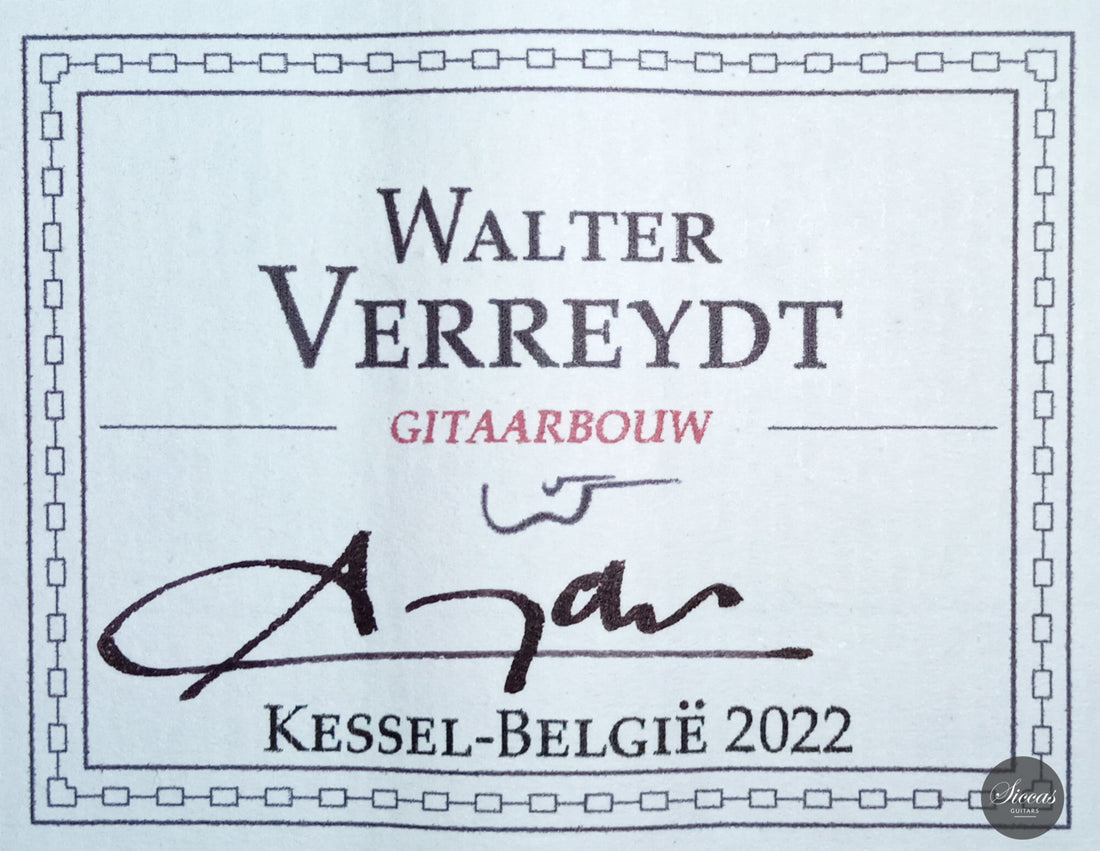 WALTER
VERREYDT
GITAARBOUW
KESSEL-BELGIË 2022
Siccas
GUITARS